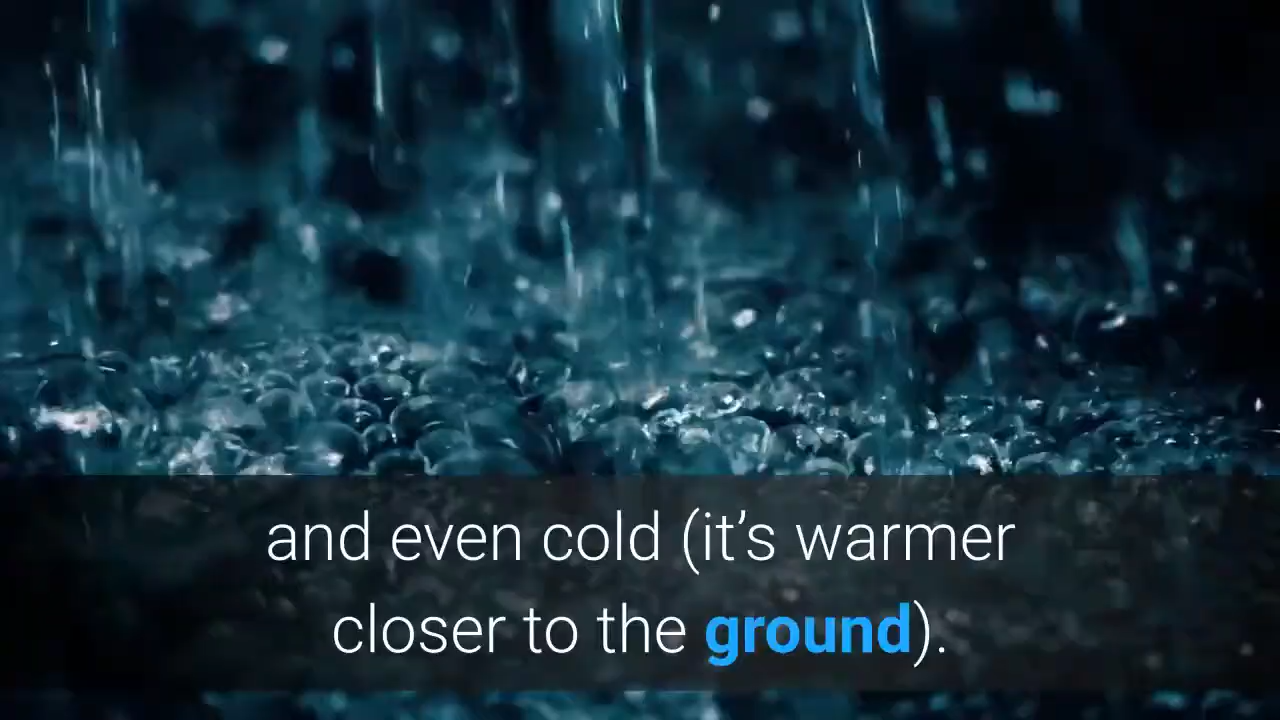 and even cold (it’s warmer
closer to the ground).